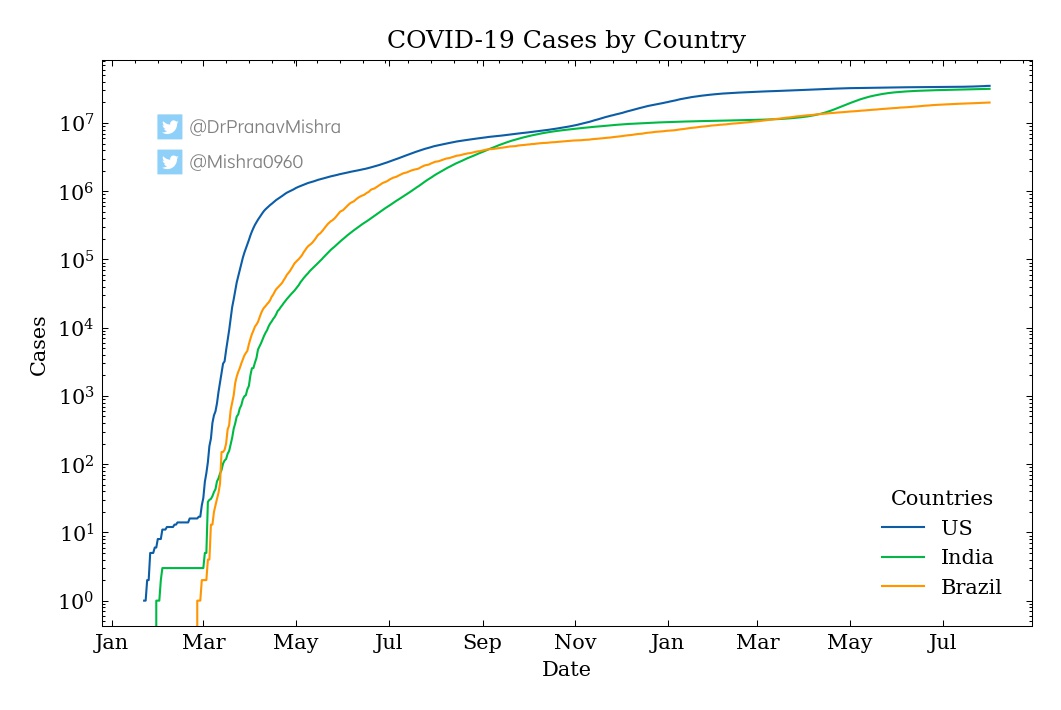 COVID-19 Cases by Country
@DrPranavMishra
@Mishra0960
10⁷
10⁶
10⁵
10⁴
10³
10²
10¹
10⁰
Cases
Countries
US
India
Brazil
Jan Mar May Jul Sep Nov Jan Mar May Jul
Date